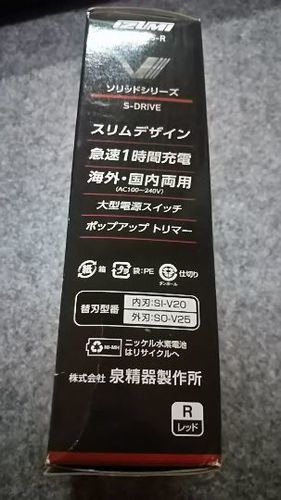 IZUMI
-R
ソリッドシリーズ
S-DRIVE
スリムデザイン
急速1時間充電
海外・国内両用
(AC100～240V)
大型電源スイッチ
ポップアップ トリマー
紙 箱 プラ 袋:PE 仕切り
ダンボール
替刃型番 内刃:SI-V20
外刃:SO-V25
Ni-MH ニッケル水素電池
はリサイクルへ
株式会社 泉精器製作所
R
レッド